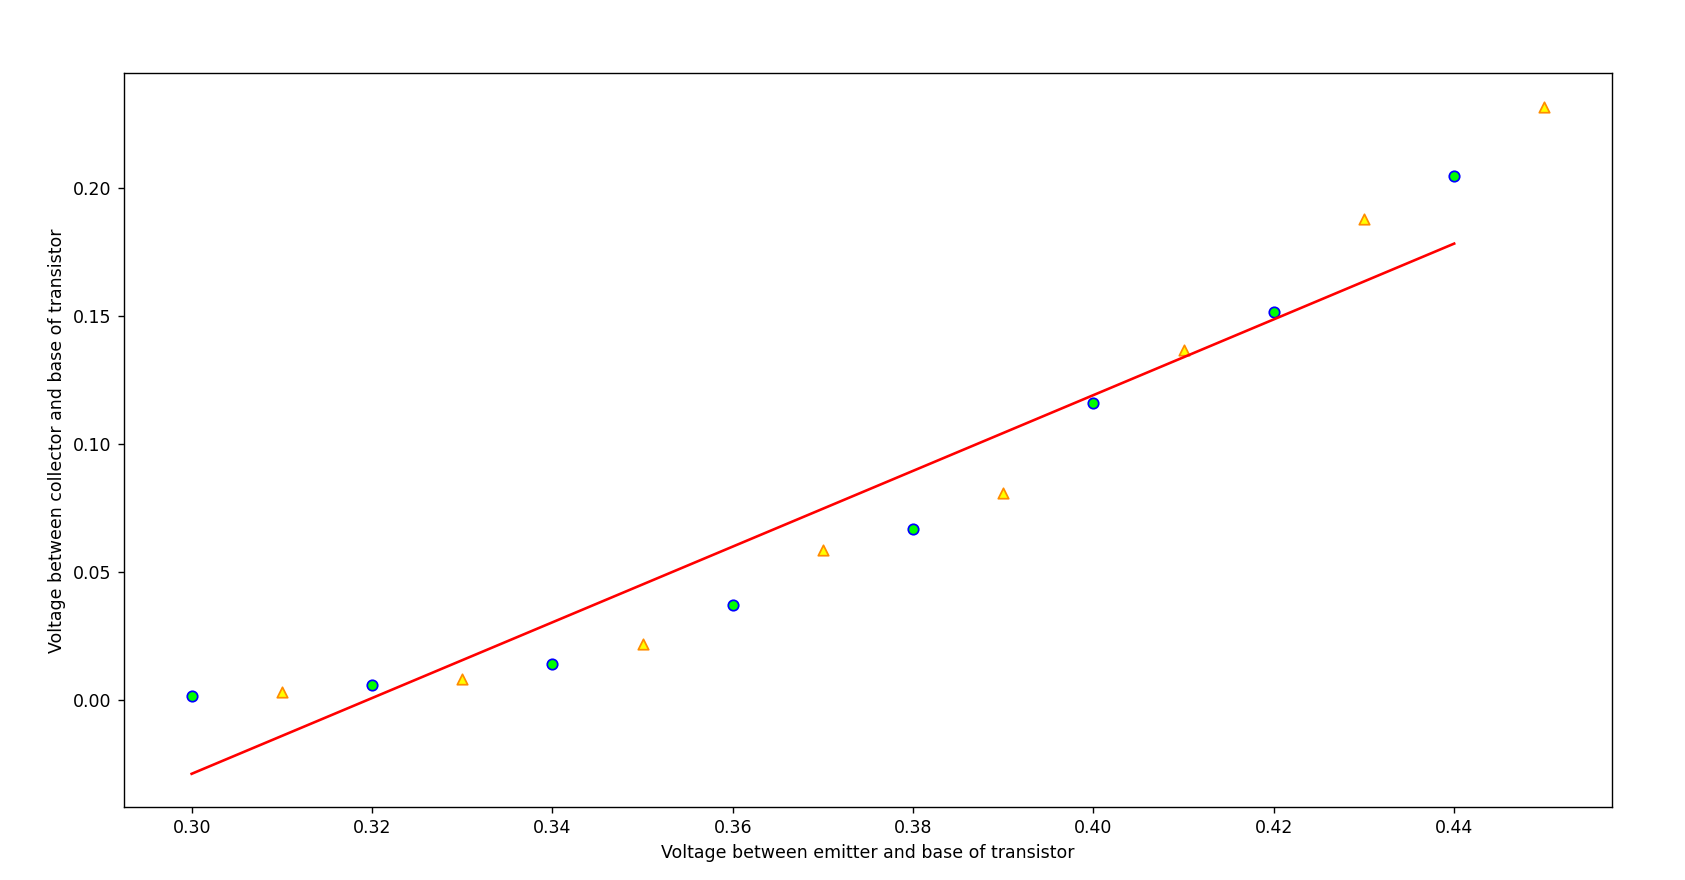 Voltage between collector and base of transistor
0.20
0.15
0.10
0.05
0.00
0.30 0.32 0.34 0.36 0.38 0.40 0.42 0.44
Voltage between emitter and base of transistor